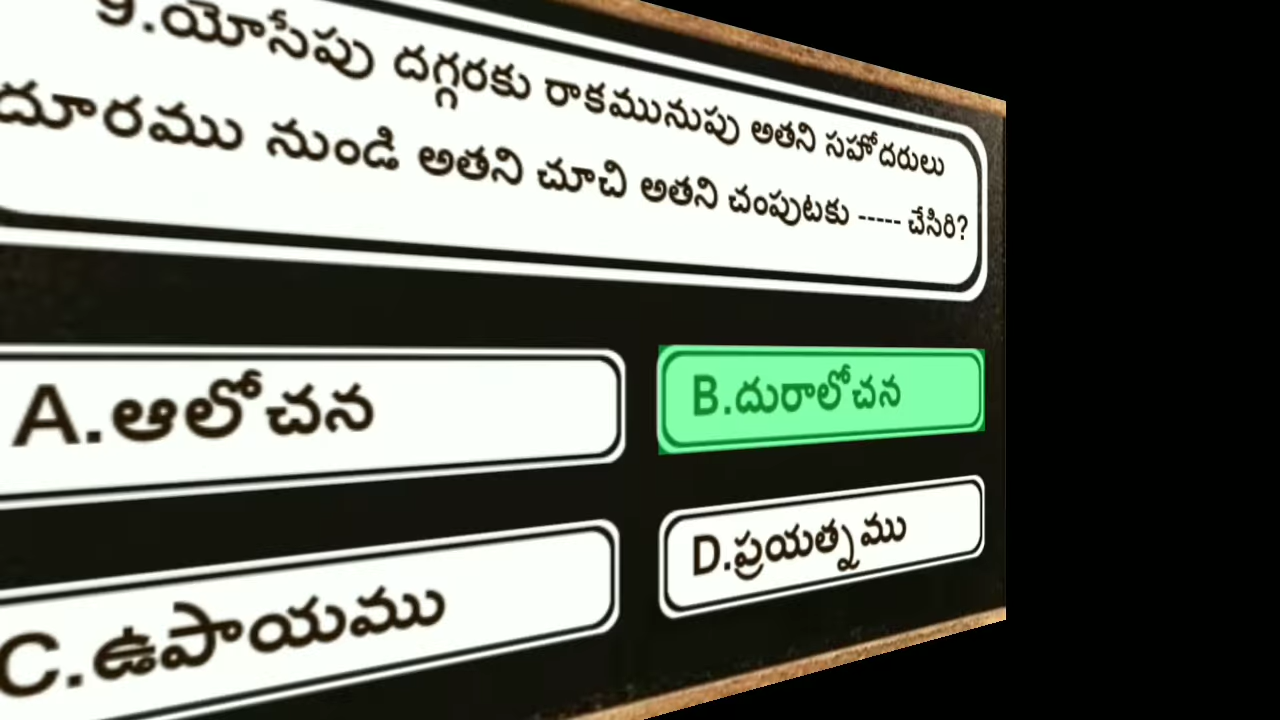 9.యోసేపు దగ్గరకు రాకమునుపు అతని సహోదరులు
దూరము నుండి అతని చూచి అతని చంపుటకు ----- చేసిరి?
A.ఆలోచన
B.దురాలోచన
C.ఉపాయము
D.ప్రయత్నము